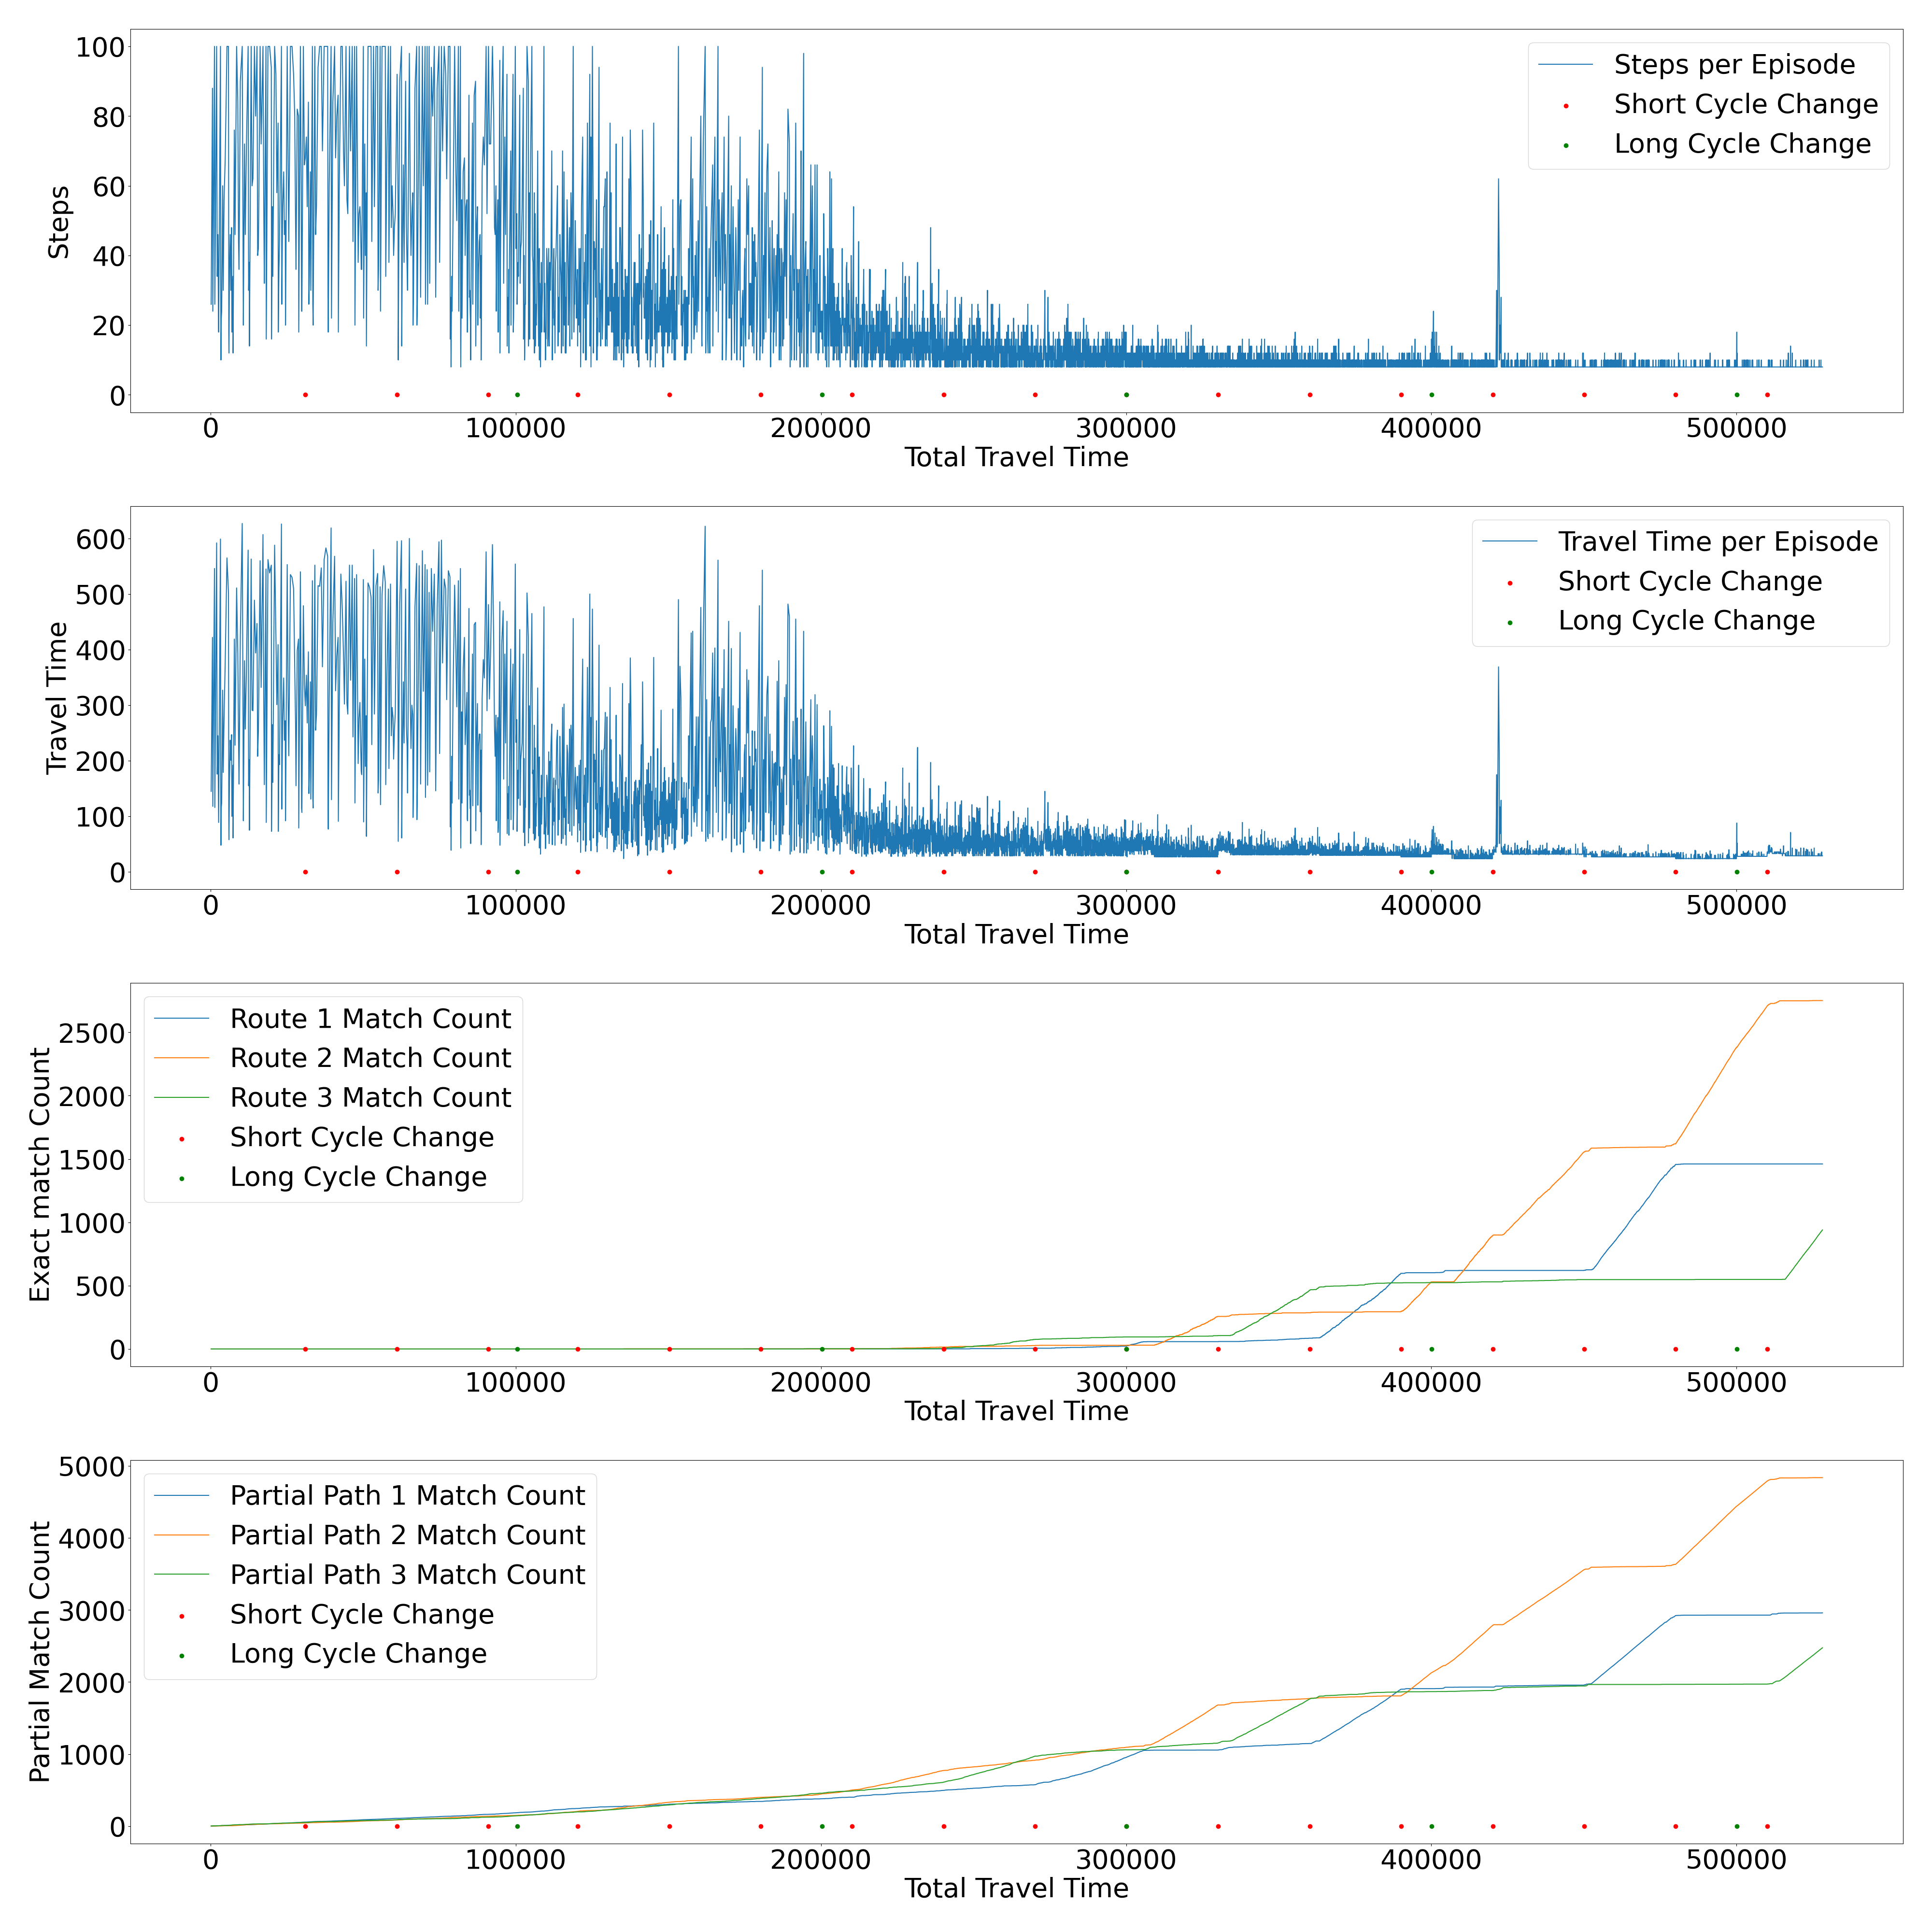 100
80
60
40
20
0
Steps
Steps per Episode
Short Cycle Change
Long Cycle Change
0 100000 200000 300000 400000 500000
Total Travel Time
600
500
400
300
200
100
0
Travel Time
Travel Time per Episode
Short Cycle Change
Long Cycle Change
0 100000 200000 300000 400000 500000
Total Travel Time
2500
2000
1500
1000
500
0
Exact match Count
Route 1 Match Count
Route 2 Match Count
Route 3 Match Count
Short Cycle Change
Long Cycle Change
0 100000 200000 300000 400000 500000
Total Travel Time
5000
4000
3000
2000
1000
0
Partial Match Count
Partial Path 1 Match Count
Partial Path 2 Match Count
Partial Path 3 Match Count
Short Cycle Change
Long Cycle Change
0 100000 200000 300000 400000 500000
Total Travel Time